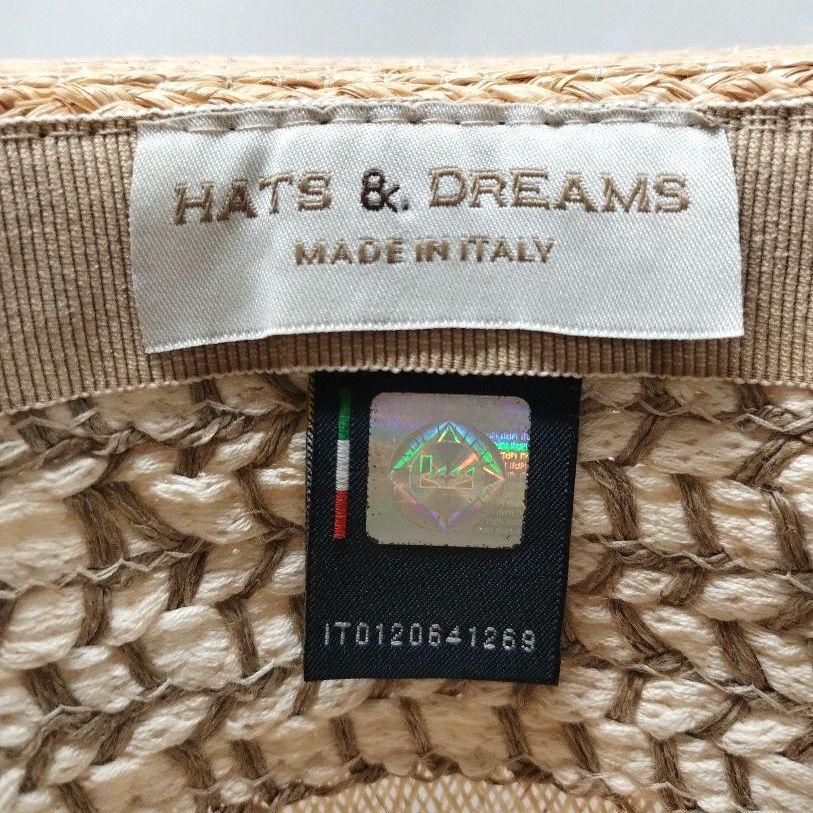 HATS &. DREAMS
MADE IN ITALY
IT0120641269